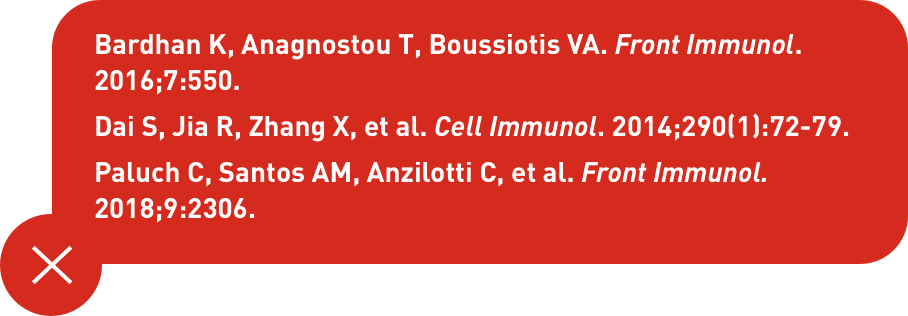 Bardhan K, Anagnostou T, Boussiotis VA. Front Immunol.
2016;7:550.
Dai S, Jia R, Zhang X, et al. Cell Immunol. 2014;290(1):72-79.
Paluch C, Santos AM, Anzilotti C, et al. Front Immunol.
2018;9:2306.